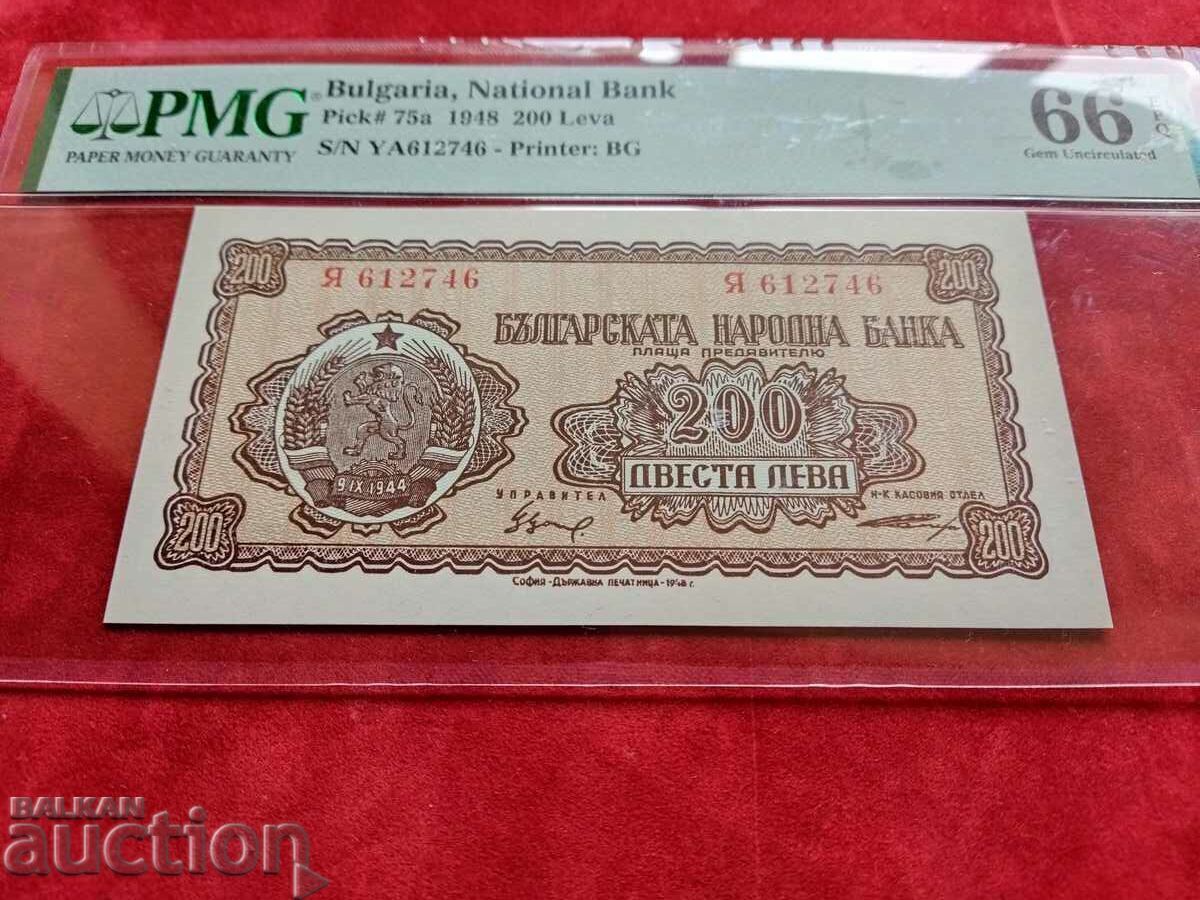 PMG®
PAPER MONEY GUARANTY
Bulgaria, National Bank
Pick# 75a 1948 200 Leva
S/N YA612746 - Printer: BG
66 EPQ
Gem Uncirculated
200
200
Я 612746
Я 612746
БЪЛГАРСКАТА НАРОДНА БАНКА
ПЛАЩА ПРЕДЯВИТЕЛЮ
200
ДВЕСТА ЛЕВА
9 IX 1944
УПРАВИТЕЛ
Н-К КАСОВИЯ ОТДЕЛ
200
200
СОФИЯ-ДЪРЖАВНА ПЕЧАТНИЦА-1948 г.
BALKAN
auction